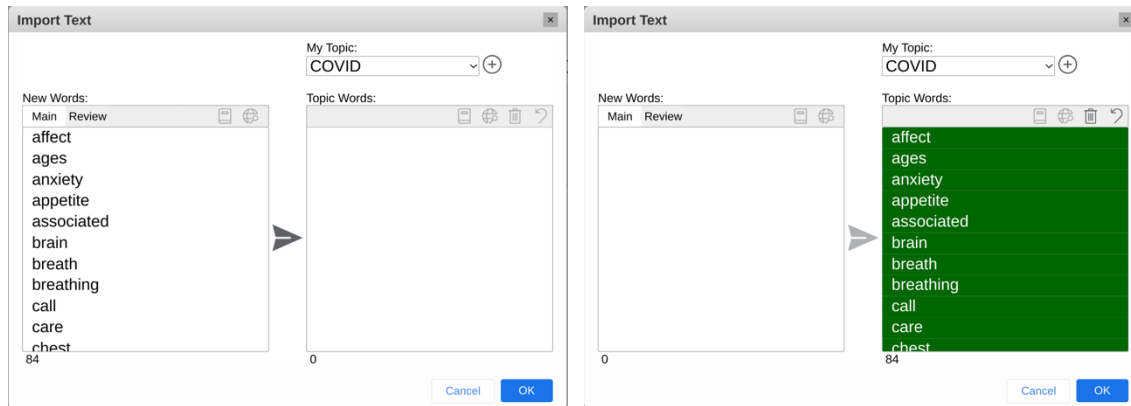 Import Text
My Topic:
COVID
New Words:
Topic Words:
Main Review
affect
ages
anxiety
appetite
associated
brain
breath
breathing
call
care
chest
84
0
Cancel OK
Import Text
My Topic:
COVID
New Words:
Topic Words:
Main Review
affect
ages
anxiety
appetite
associated
brain
breath
breathing
call
care
chest
0
84
Cancel OK